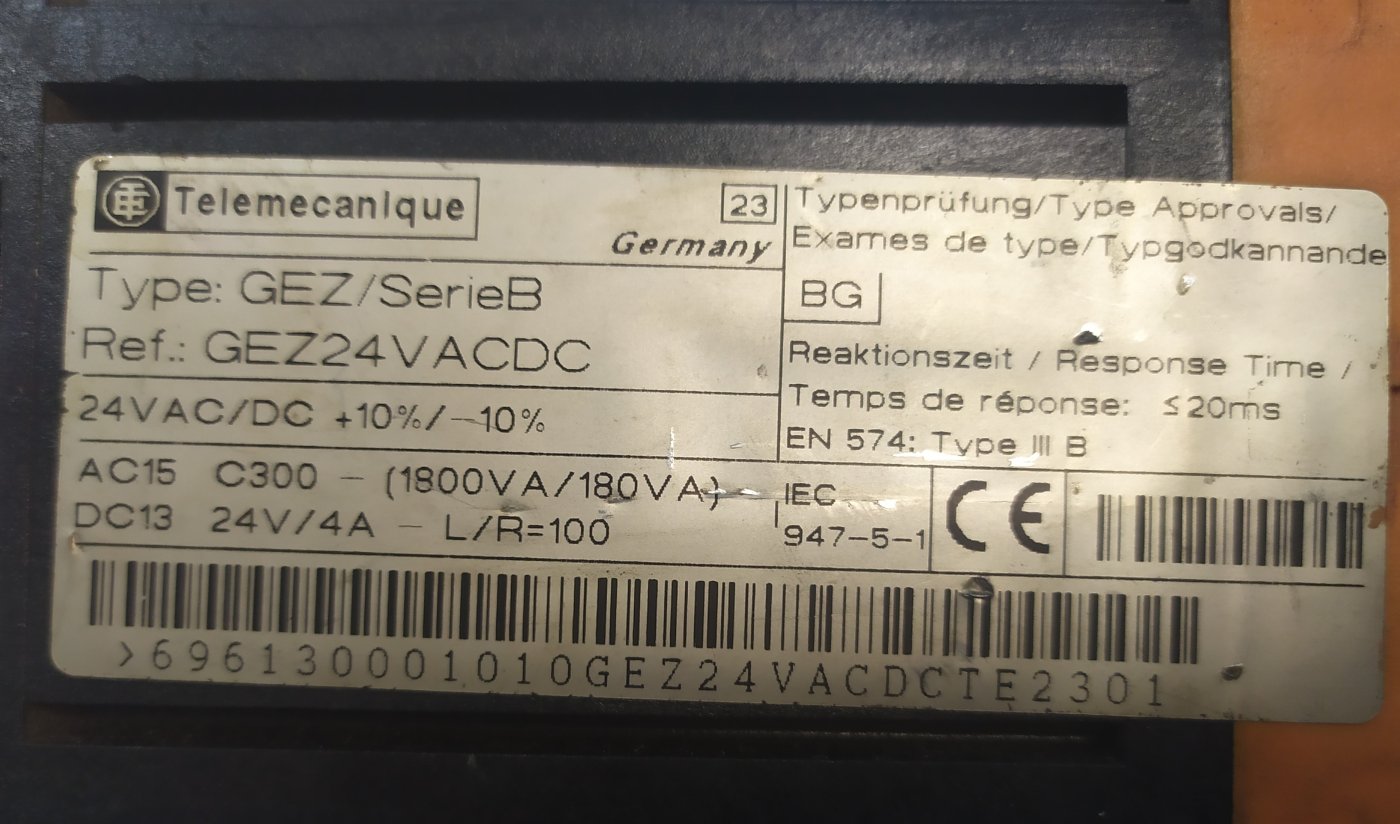 Telemecanique
23
Germany
Type: GEZ/SerieB
Ref.: GEZ24VACDC
24VAC/DC +10%/-10%
AC15 C300 - (1800VA/180VA) -
DC13 24V/4A - L/R=100
IEC
947-5-1
CE
Typenprüfung/Type Approvals/
Exames de type/Typgodkannande
BG
Reaktionszeit / Response Time /
Temps de réponse: ≤20ms
EN 574: Type III B
>696130001010GEZ24VACDCTE2301